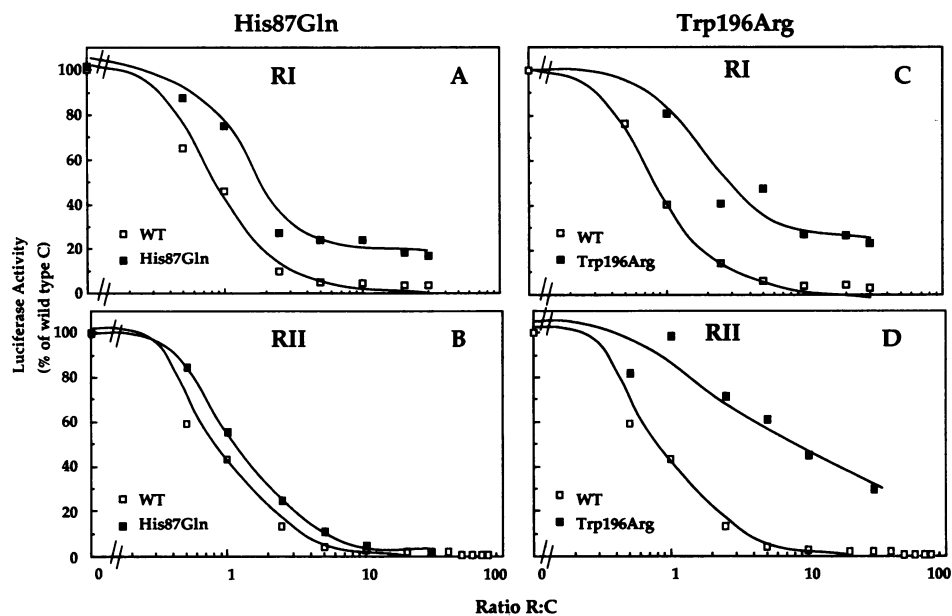 His87Gln Trp196Arg
RI A
100
80
60
40
20
0
WT
His87Gln
RI C
WT
Trp196Arg
Luciferase Activity
(% of wild type C)
RII B
100
80
60
40
20
0
WT
His87Gln
0 1 10 100
RII D
WT
Trp196Arg
0 1 10 100
Ratio R:C